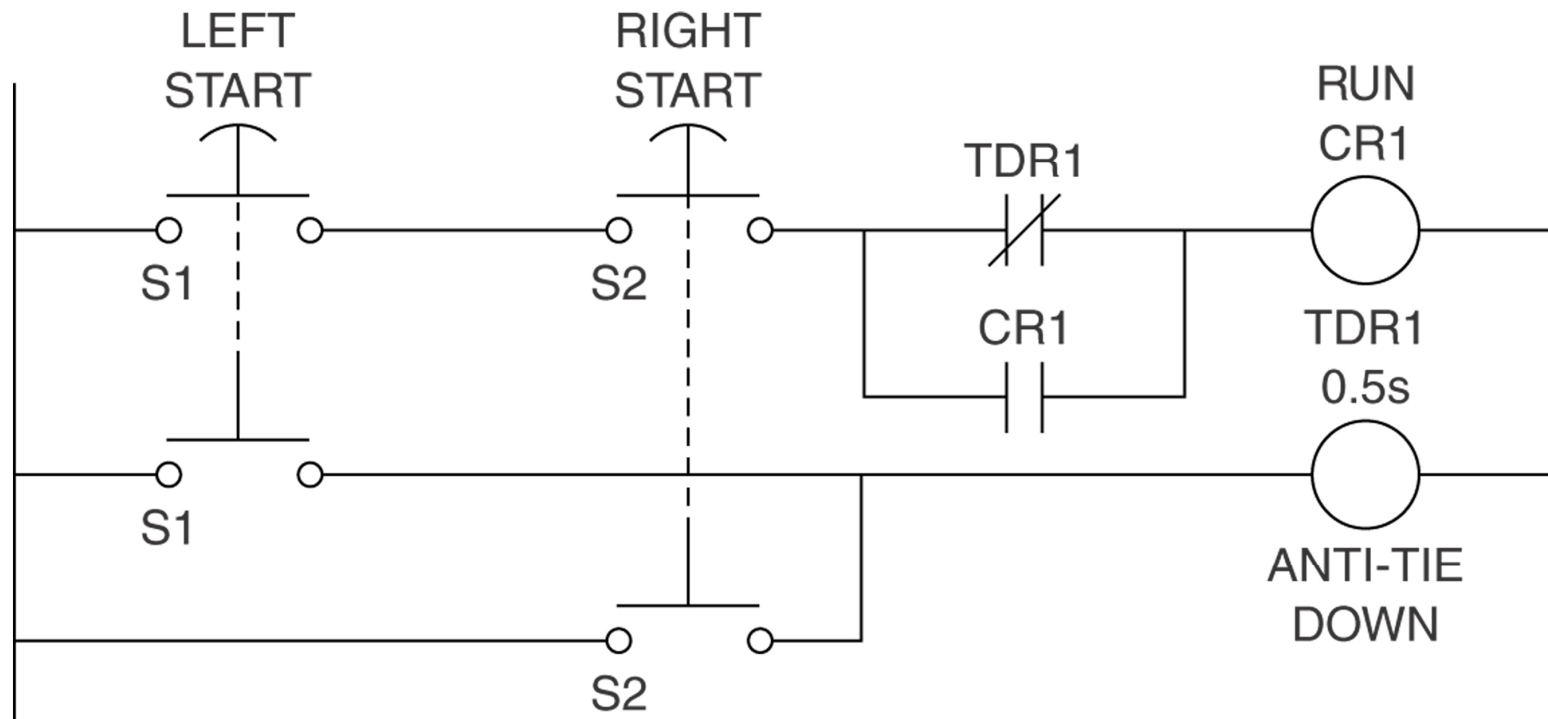 LEFT
START
RIGHT
START
RUN
CR1
TDR1
S1
S2
CR1
TDR1
0.5s
S1
ANTI-TIE
DOWN
S2